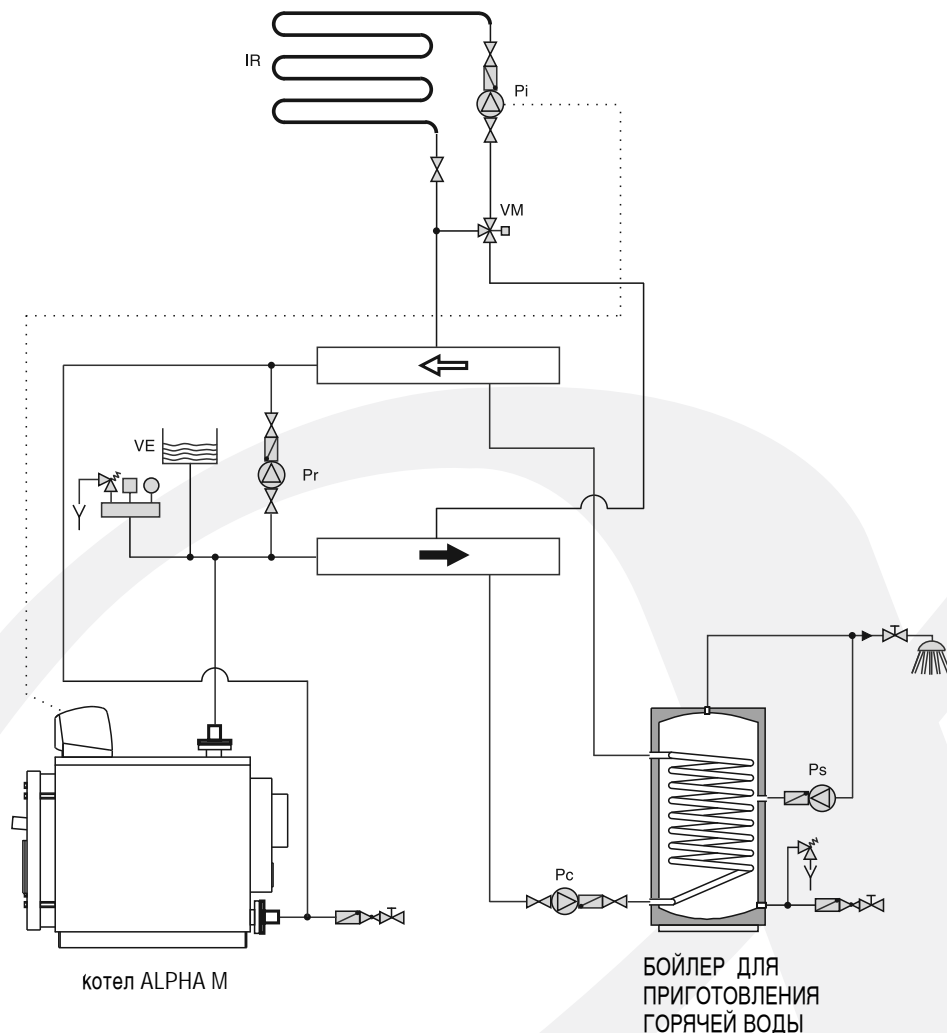 IR
Pi
VM
VE
Pr
Ps
Pc
котел ALPHA M
БОЙЛЕР ДЛЯ
ПРИГОТОВЛЕНИЯ
ГОРЯЧЕЙ ВОДЫ